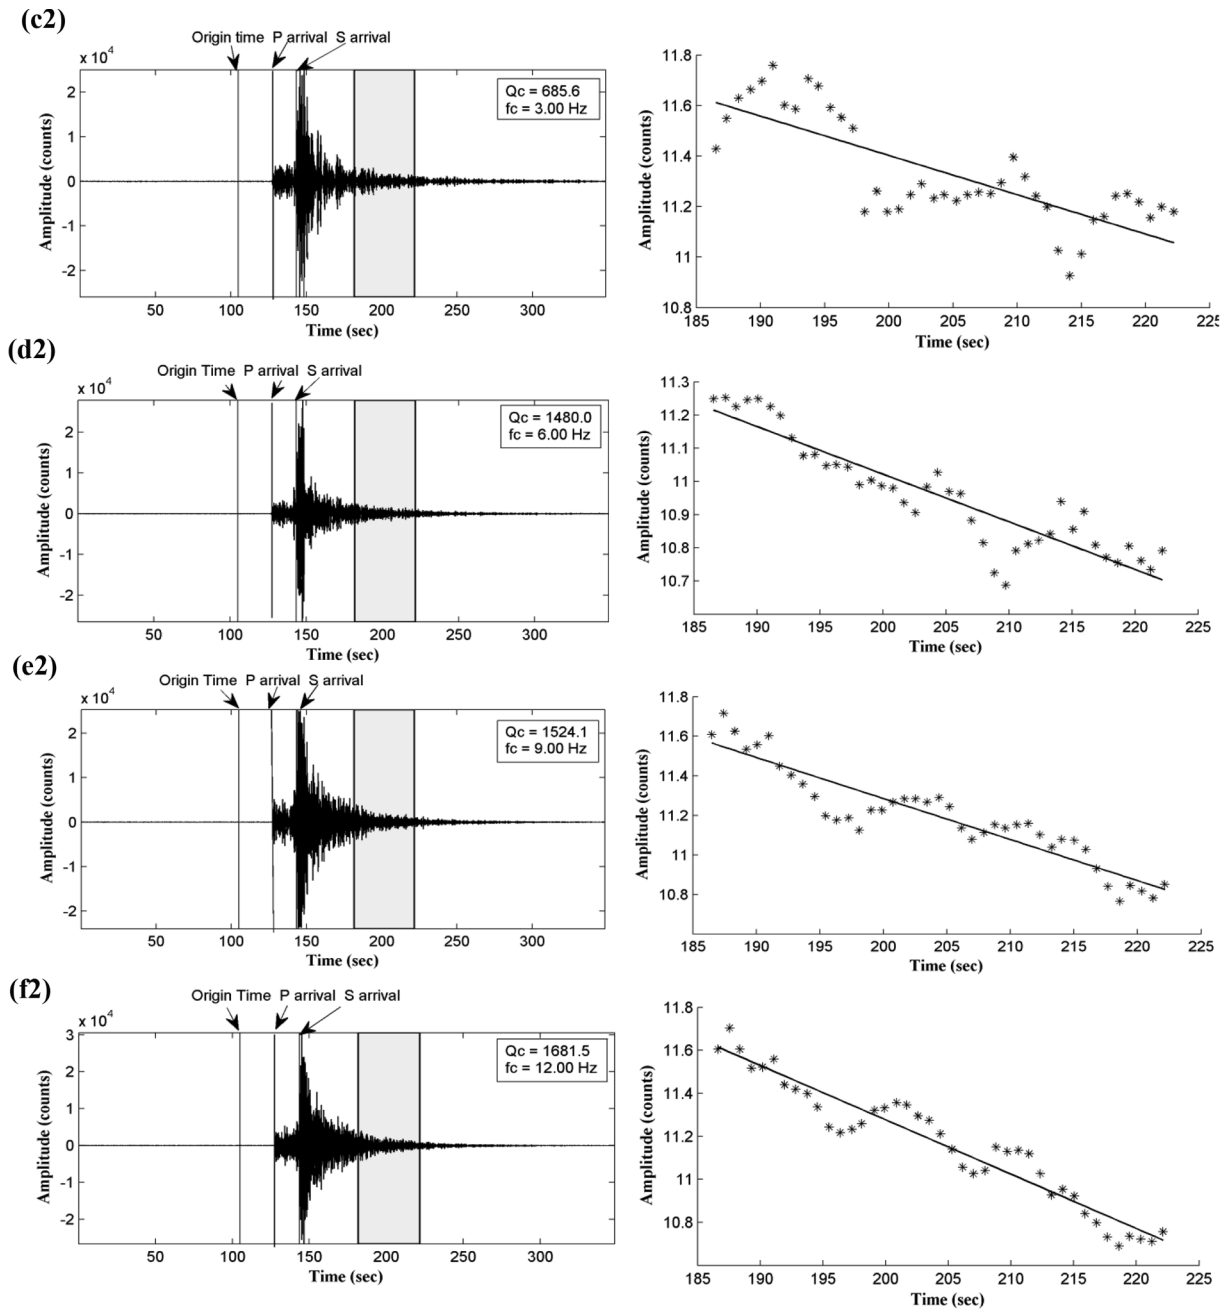 (c2)
Origin time P arrival S arrival
x 10^4
Qc = 685.6
fc = 3.00 Hz
2
1
0
-1
-2
Amplitude (counts)
50 100 150 200 250 300
Time (sec)
11.8
11.6
11.4
11.2
11
10.8
Amplitude (counts)
185 190 195 200 205 210 215 220 225
Time (sec)
(d2)
Origin Time P arrival S arrival
x 10^4
Qc = 1480.0
fc = 6.00 Hz
2
1
0
-1
-2
Amplitude (counts)
50 100 150 200 250 300
Time (sec)
11.3
11.2
11.1
11
10.9
10.8
10.7
Amplitude (counts)
185 190 195 200 205 210 215 220 225
Time (sec)
(e2)
Origin Time P arrival S arrival
x 10^4
Qc = 1524.1
fc = 9.00 Hz
2
1
0
-1
-2
Amplitude (counts)
50 100 150 200 250 300
Time (sec)
11.8
11.6
11.4
11.2
11
10.8
Amplitude (counts)
185 190 195 200 205 210 215 220 225
Time (sec)
(f2)
Origin Time P arrival S arrival
x 10^4
Qc = 1681.5
fc = 12.00 Hz
3
2
1
0
-1
-2
Amplitude (counts)
50 100 150 200 250 300
Time (sec)
11.8
11.6
11.4
11.2
11
10.8
Amplitude (counts)
185 190 195 200 205 210 215 220 225
Time (sec)